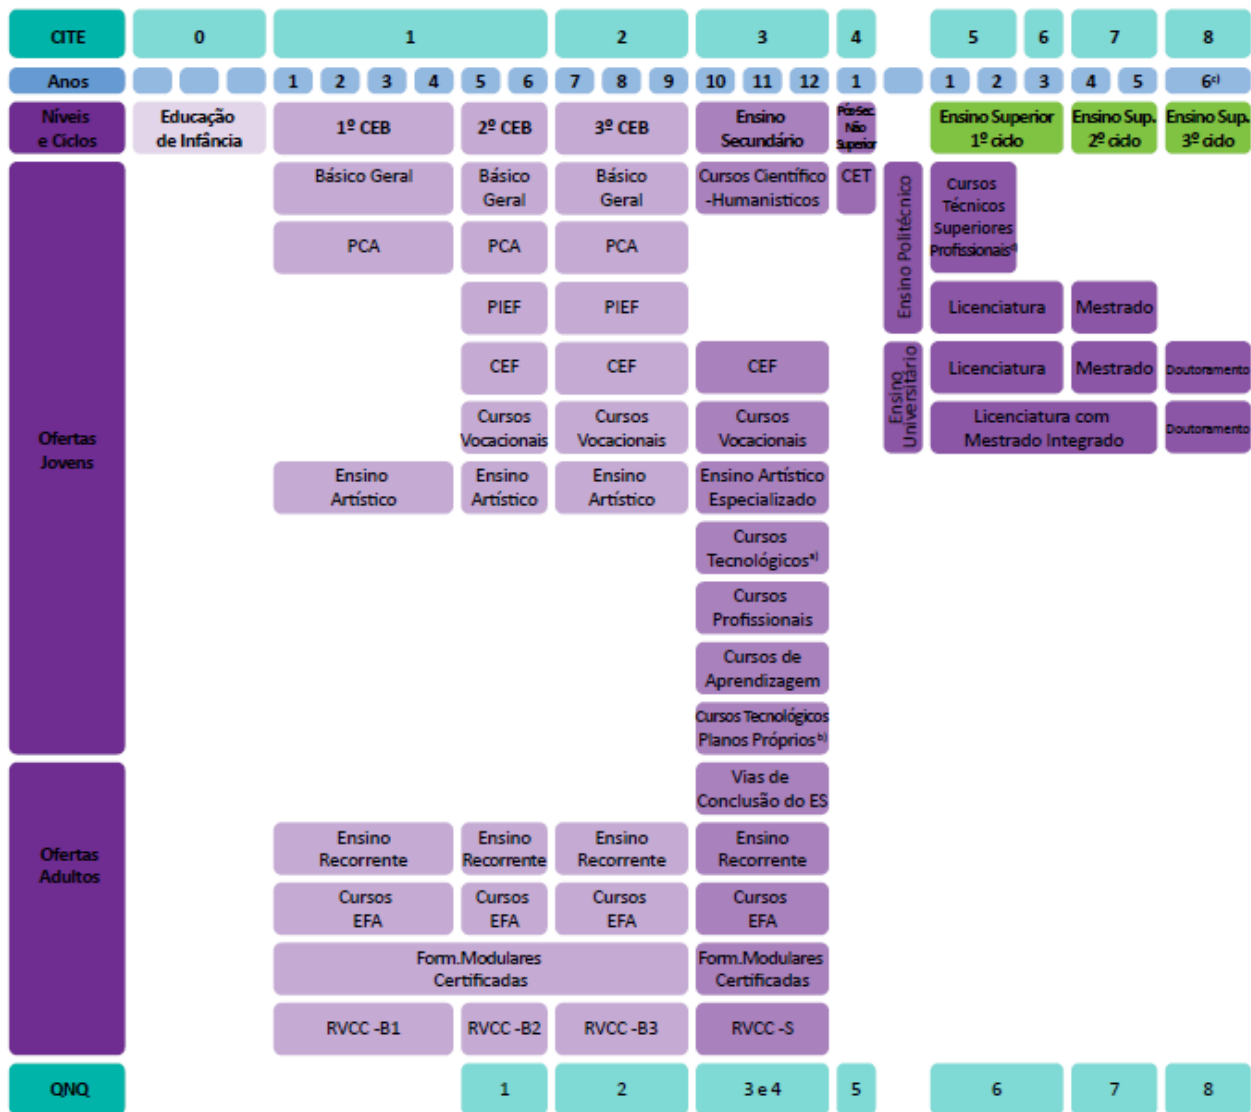 CITE 0 1 2 3 4 5 6 7 8
Anos 1 2 3 4 5 6 7 8 9 10 11 12 1 1 2 3 4 5 6c)
Níveis e Ciclos
Educação de Infância
1º CEB
2º CEB
3º CEB
Ensino Secundário
Pós-Sec. Não Superior
Ensino Superior 1º ciclo
Ensino Sup. 2º ciclo
Ensino Sup. 3º ciclo
Ofertas Jovens
Básico Geral
Básico Geral
Básico Geral
Cursos Científico -Humanisticos
CET
Ensino Politécnico
Cursos Técnicos Superiores Profissionais d)
PCA
PCA
PCA
PIEF
PIEF
Licenciatura
Mestrado
CEF
CEF
CEF
Ensino Universitário
Licenciatura
Mestrado
Doutoramento
Cursos Vocacionais
Cursos Vocacionais
Cursos Vocacionais
Licenciatura com Mestrado Integrado
Doutoramento
Ensino Artístico
Ensino Artístico
Ensino Artístico
Ensino Artístico Especializado
Cursos Tecnológicos a)
Cursos Profissionais
Cursos de Aprendizagem
Cursos Tecnológicos Planos Próprios b)
Ofertas Adultos
Vias de Conclusão do ES
Ensino Recorrente
Ensino Recorrente
Ensino Recorrente
Ensino Recorrente
Cursos EFA
Cursos EFA
Cursos EFA
Cursos EFA
Form.Modulares Certificadas
Form.Modulares Certificadas
RVCC -B1
RVCC -B2
RVCC -B3
RVCC -S
QNQ 1 2 3 e 4 5 6 7 8